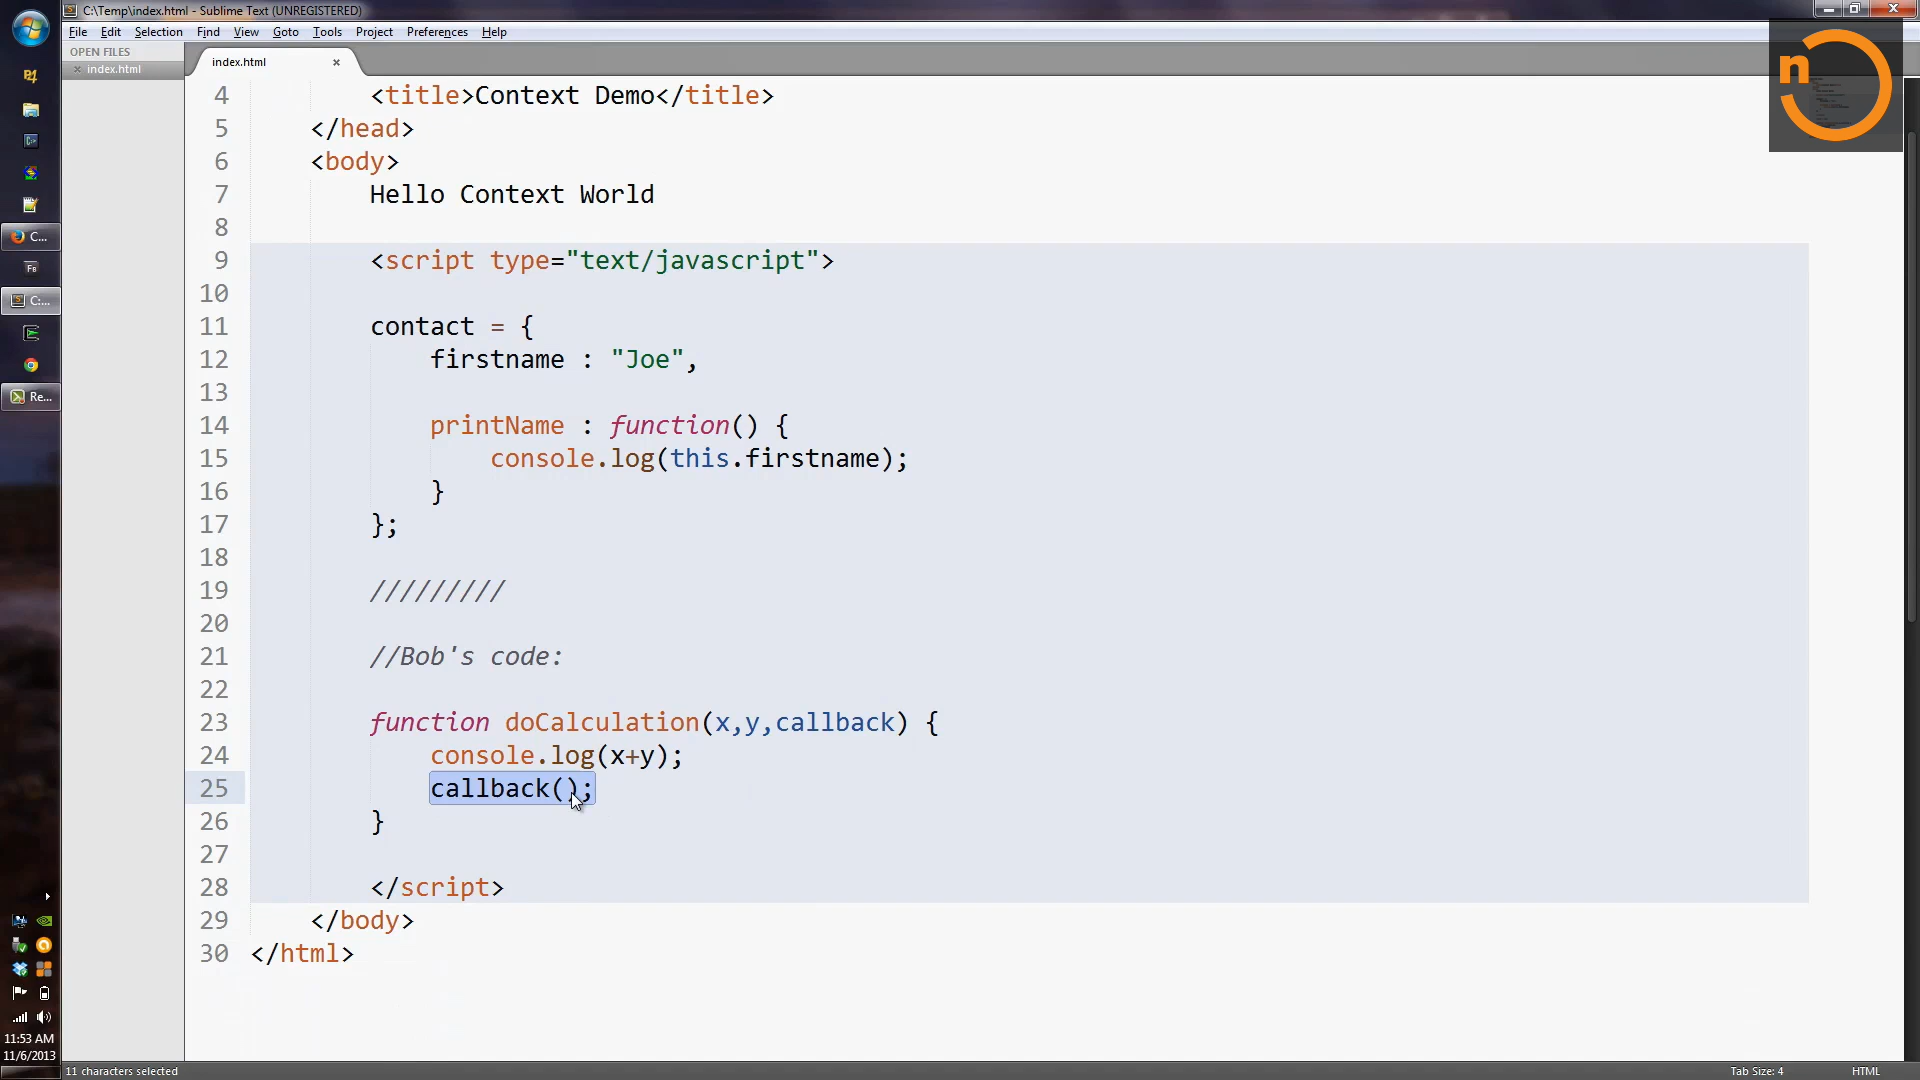 C:\Temp\index.html - Sublime Text (UNREGISTERED)
File Edit Selection Find View Goto Tools Project Preferences Help
OPEN FILES
index.html
index.html
n
4 <title>Context Demo</title>
5 </head>
6 <body>
7 Hello Context World
8
9 <script type="text/javascript">
10
11 contact = {
12 firstname : "Joe",
13
14 printName : function() {
15 console.log(this.firstname);
16 }
17 };
18
19 /////////
20
21 //Bob's code:
22
23 function doCalculation(x,y,callback) {
24 console.log(x+y);
25 callback();
26 }
27
28 </script>
29 </body>
30 </html>
C...
FB
C:...
Re...
11:53 AM
11/6/2013
11 characters selected
Tab Size: 4
HTML